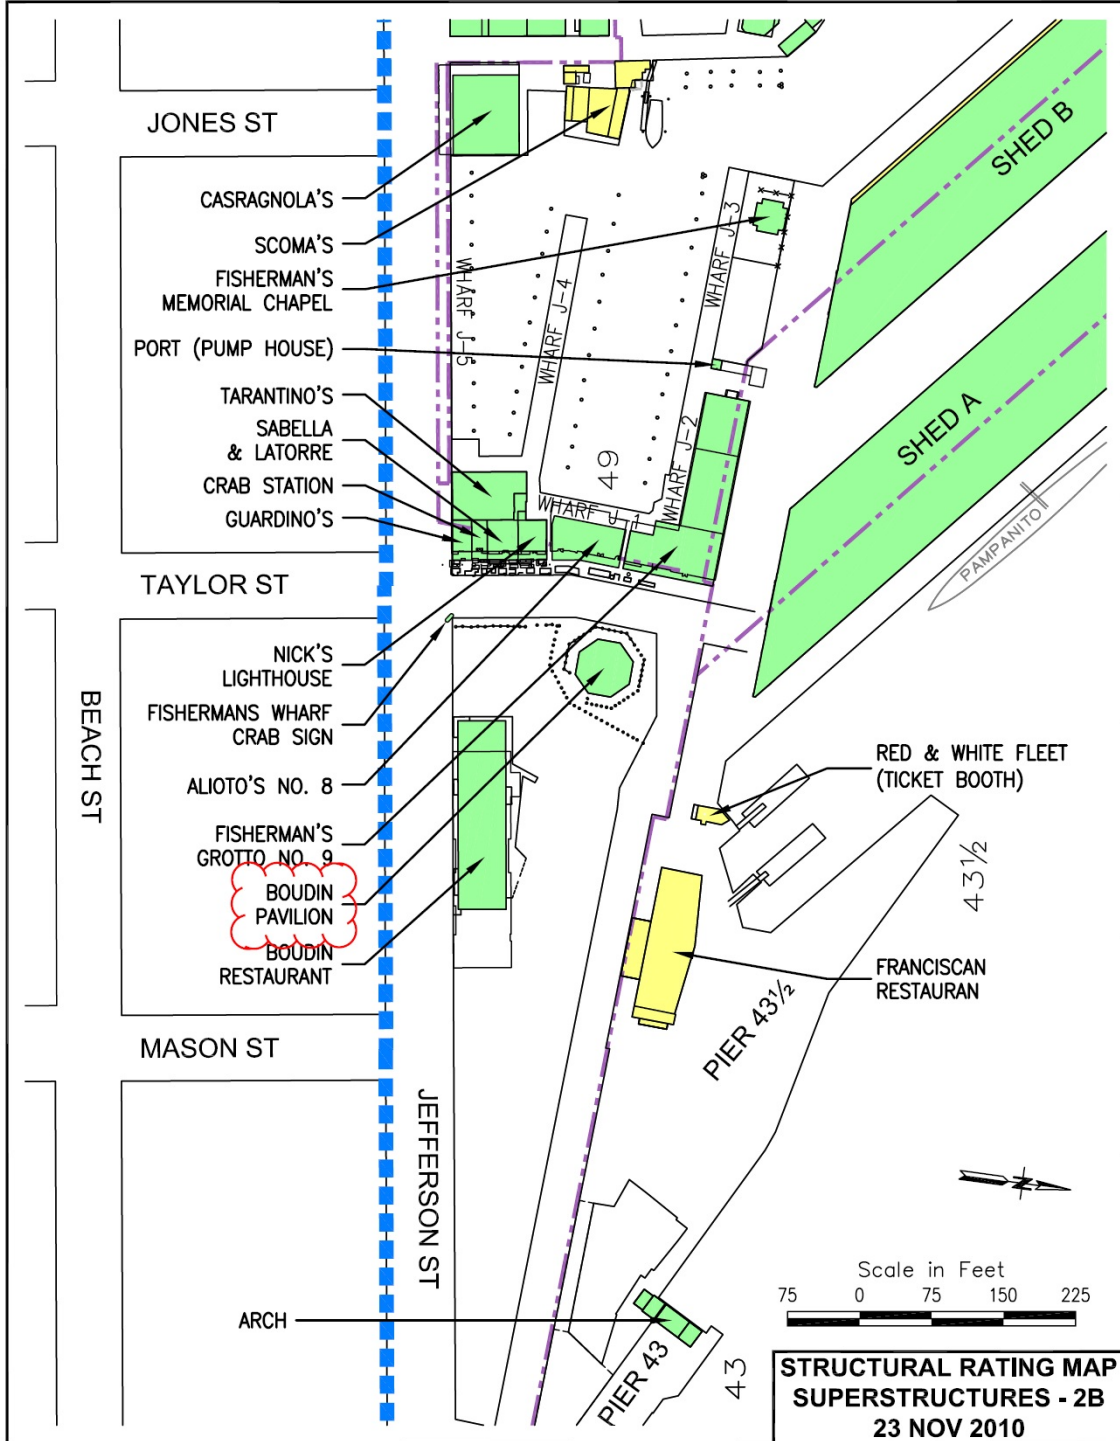 JONES ST
CASRAGNOLA'S
SCOMA'S
FISHERMAN'S
MEMORIAL CHAPEL
PORT (PUMP HOUSE)
TARANTINO'S
SABELLA
& LATORRE
CRAB STATION
GUARDINO'S
TAYLOR ST
NICK'S
LIGHTHOUSE
FISHERMANS WHARF
CRAB SIGN
ALIOTO'S NO. 8
FISHERMAN'S
GROTTO NO. 9
BOUDIN
PAVILION
BOUDIN
RESTAURANT
MASON ST
ARCH
BEACH ST
JEFFERSON ST
WHARF J-5
WHARF J-4
WHARF J-3
WHARF J-2
WHARF J-1
49
SHED B
SHED A
PAMPANITO
RED & WHITE FLEET
(TICKET BOOTH)
43½
FRANCISCAN
RESTAURAN
PIER 43½
N
PIER 43
43
Scale in Feet
75 0 75 150 225
STRUCTURAL RATING MAP
SUPERSTRUCTURES - 2B
23 NOV 2010